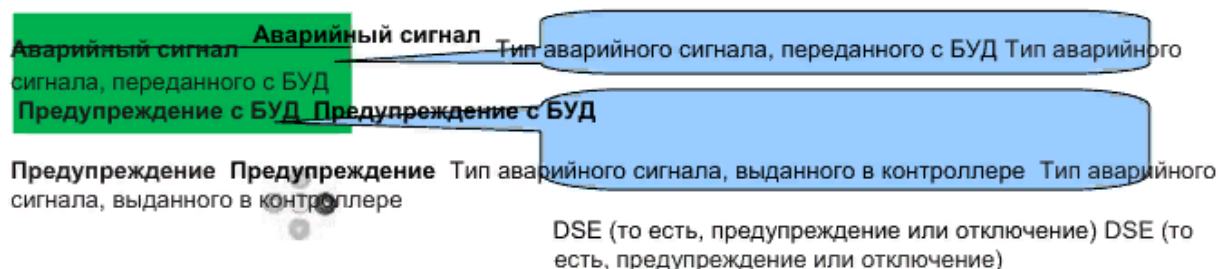 Аварийный сигнал Аварийный сигнал Тип аварийного сигнала, переданного с БУД Тип аварийного
сигнала, переданного с БУД
Предупреждение с БУД Предупреждение с БУД
Предупреждение Предупреждение Тип аварийного сигнала, выданного в контроллере Тип аварийного
сигнала, выданного в контроллере
DSE (то есть, предупреждение или отключение) DSE (то
есть, предупреждение или отключение)